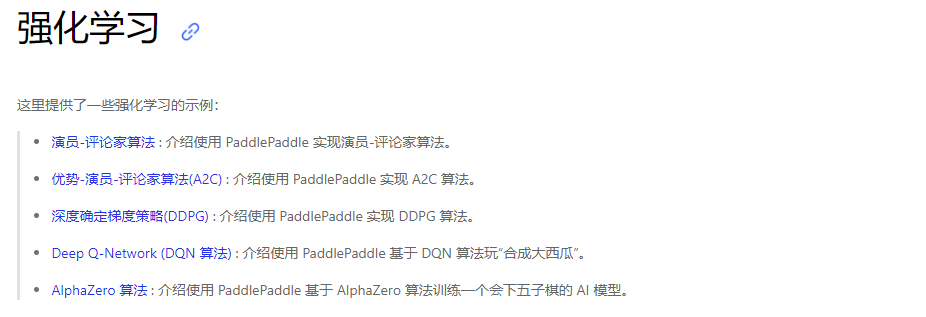 强化学习
这里提供了一些强化学习的示例：
演员-评论家算法 : 介绍使用 PaddlePaddle 实现演员-评论家算法。
优势-演员-评论家算法(A2C) : 介绍使用 PaddlePaddle 实现 A2C 算法。
深度确定梯度策略(DDPG) : 介绍使用 PaddlePaddle 实现 DDPG 算法。
Deep Q-Network (DQN 算法) : 介绍使用 PaddlePaddle 基于 DQN 算法玩“合成大西瓜”。
AlphaZero 算法 : 介绍使用 PaddlePaddle 基于 AlphaZero 算法训练一个会下五子棋的 AI 模型。